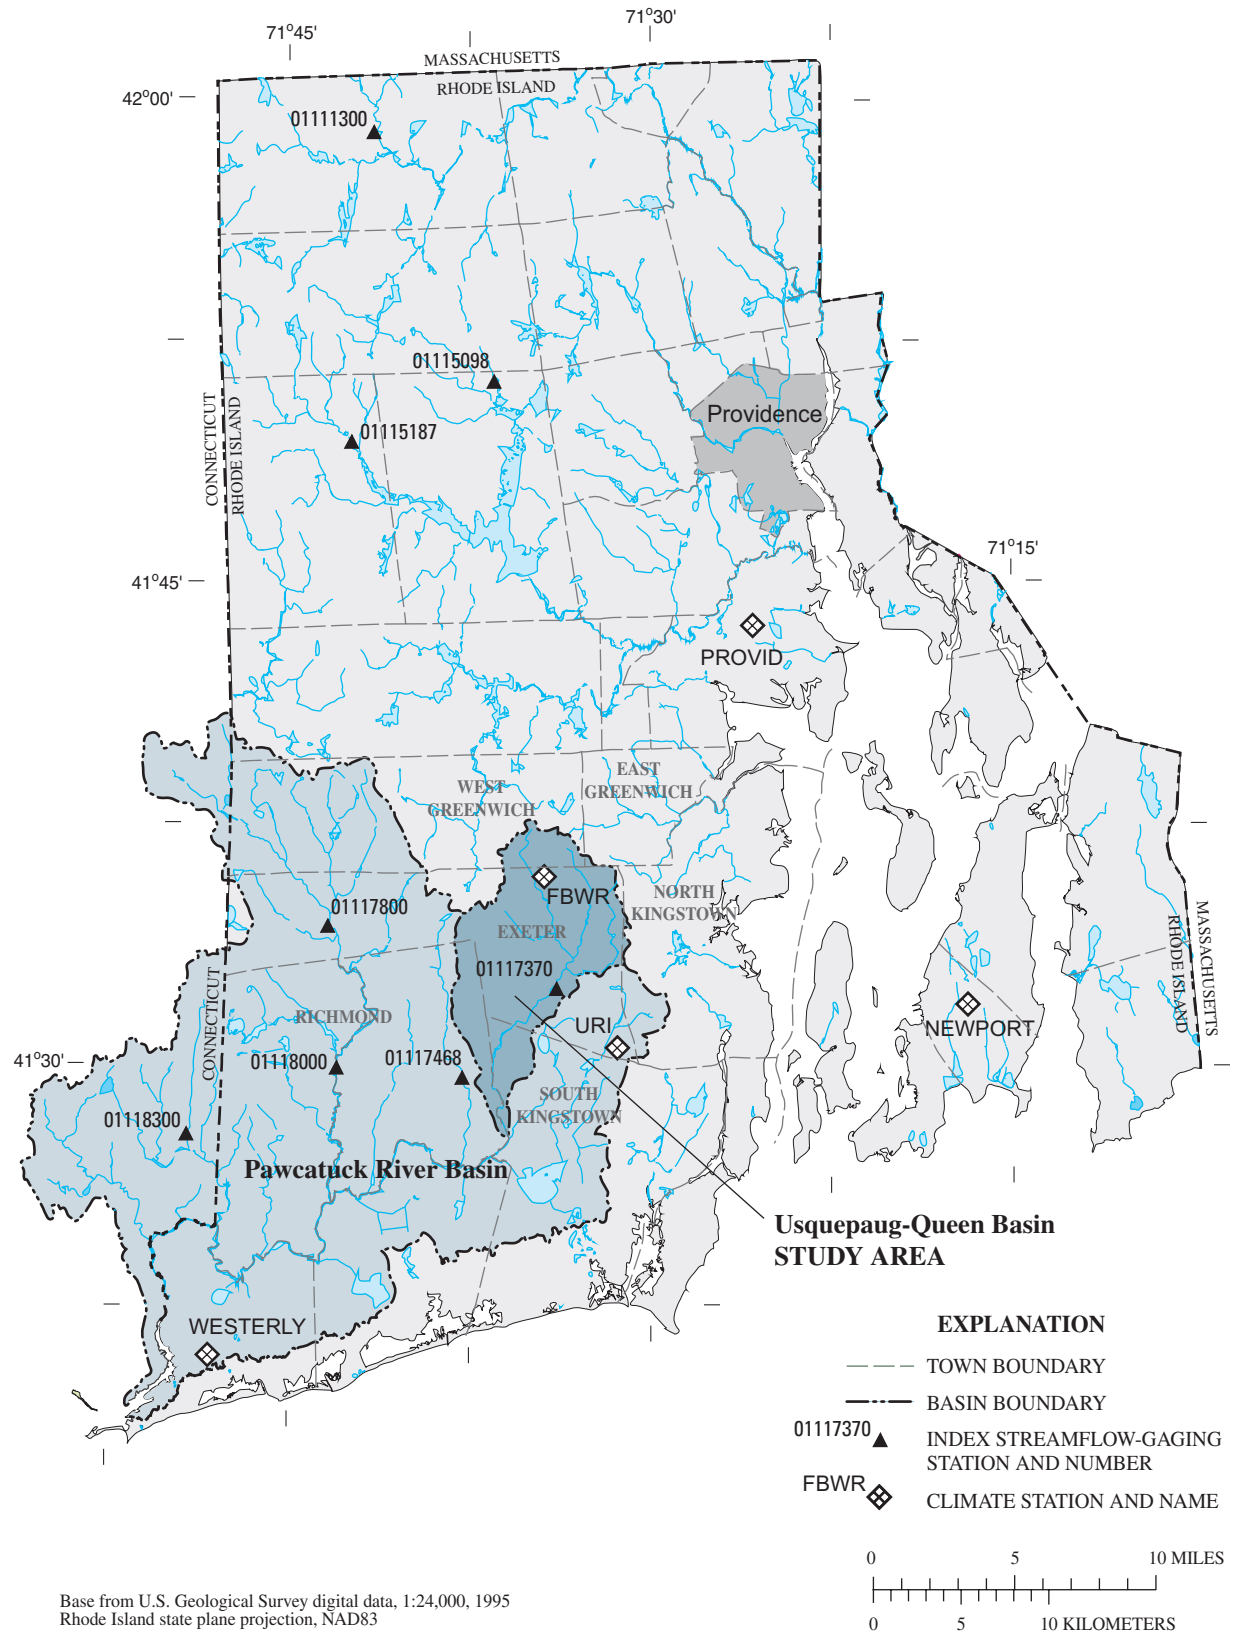 71°45'
71°30'
MASSACHUSETTS
RHODE ISLAND
42°00'
01111300
01115098
01115187
Providence
CONNECTICUT
RHODE ISLAND
71°15'
41°45'
PROVID
WEST
GREENWICH
EAST
GREENWICH
FBWR
NORTH
KINGSTOWN
EXETER
01117800
01117370
RICHMOND
URI
NEWPORT
MASSACHUSETTS
RHODE ISLAND
CONNECTICUT
41°30'
01118000
01117468
SOUTH
KINGSTOWN
01118300
Pawcatuck River Basin
Usquepaug-Queen Basin
STUDY AREA
WESTERLY
EXPLANATION
TOWN BOUNDARY
BASIN BOUNDARY
01117370
INDEX STREAMFLOW-GAGING
STATION AND NUMBER
FBWR
CLIMATE STATION AND NAME
0 5 10 MILES
0 5 10 KILOMETERS
Base from U.S. Geological Survey digital data, 1:24,000, 1995
Rhode Island state plane projection, NAD83